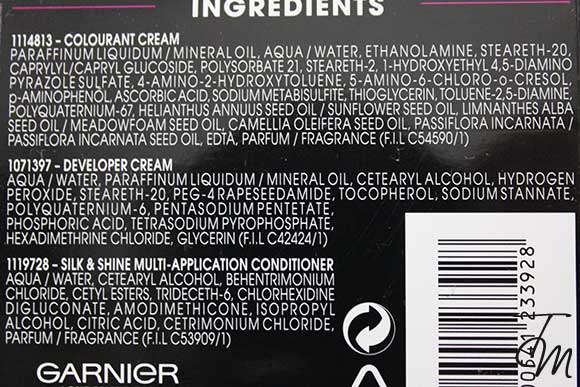 INGREDIENTS
1114813 – COLOURANT CREAM
PARAFFINUM LIQUIDUM / MINERAL OIL, AQUA / WATER, ETHANOLAMINE, STEARETH-20,
CAPRYLYL/CAPRYL GLUCOSIDE, POLYSORBATE 21, STEARETH-2, 1-HYDROXYETHYL 4,5-DIAMINO
PYRAZOLE SULFATE, 4-AMINO-2-HYDROXYTOLUENE, 5-AMINO-6-CHLORO-o-CRESOL,
p-AMINOPHENOL, ASCORBIC ACID, SODIUM METABISULFITE, THIOGLYCERIN, TOLUENE-2,5-DIAMINE,
POLYQUATERNIUM-67, HELIANTHUS ANNUUS SEED OIL / SUNFLOWER SEED OIL, LIMNANTHES ALBA
SEED OIL / MEADOWFOAM SEED OIL, CAMELLIA OLEIFERA SEED OIL, PASSIFLORA INCARNATA /
PASSIFLORA INCARNATA SEED OIL, EDTA, PARFUM / FRAGRANCE (F.I.L C54590/1)
1071397 – DEVELOPER CREAM
AQUA / WATER, PARAFFINUM LIQUIDUM / MINERAL OIL, CETEARYL ALCOHOL, HYDROGEN
PEROXIDE, STEARETH-20, PEG-4 RAPESEEDAMIDE, TOCOPHEROL, SODIUM STANNATE,
POLYQUATERNIUM-6, PENTASODIUM PENTETATE,
PHOSPHORIC ACID, TETRASODIUM PYROPHOSPHATE,
HEXADIMETHRINE CHLORIDE, GLYCERIN (F.I.L C42424/1)
1119728 – SILK & SHINE MULTI-APPLICATION CONDITIONER
AQUA / WATER, CETEARYL ALCOHOL, BEHENTRIMONIUM
CHLORIDE, CETYL ESTERS, TRIDECETH-6, CHLORHEXIDINE
DIGLUCONATE, AMODIMETHICONE, ISOPROPYL
ALCOHOL, CITRIC ACID, CETRIMONIUM CHLORIDE,
PARFUM / FRAGRANCE (F.I.L C53909/1)
GARNIER